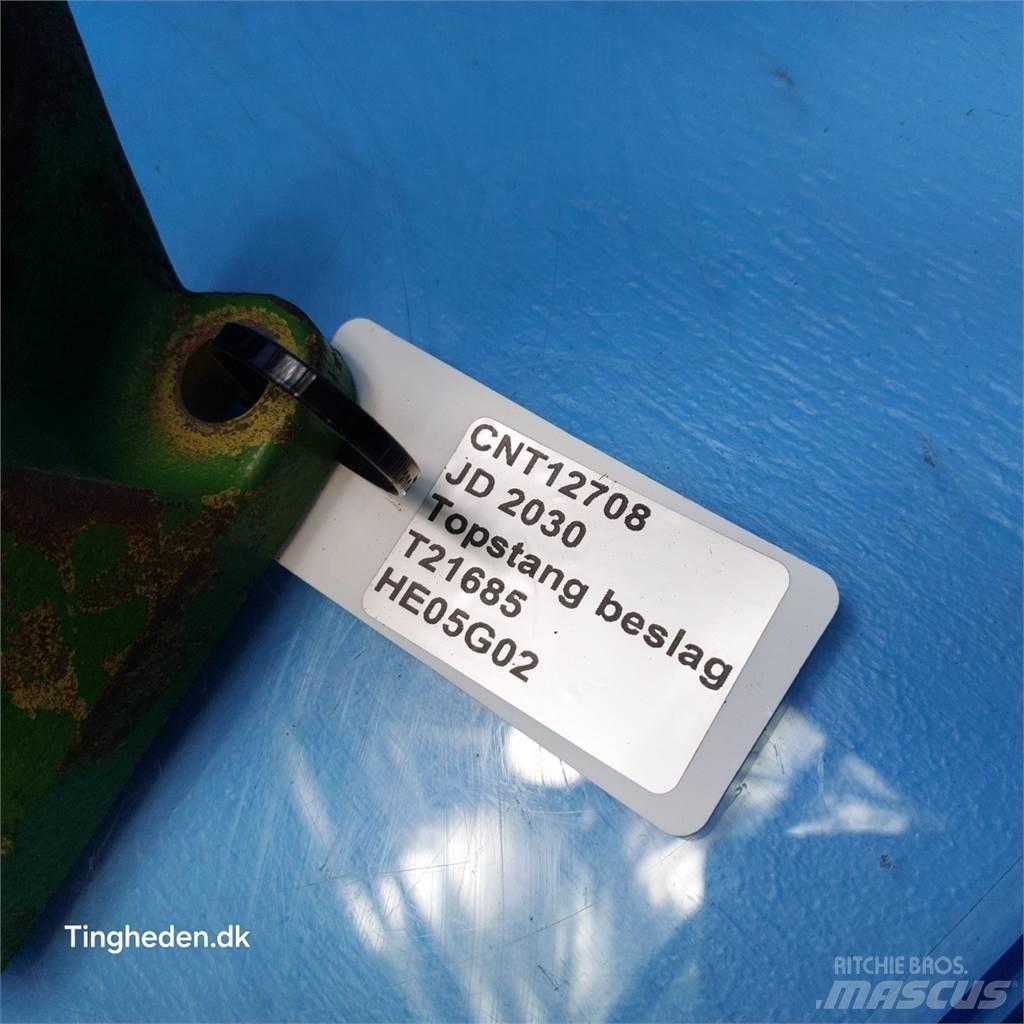 CNT12708
JD 2030
Topstang beslag
T21685
HE05G02
Tingheden.dk
RITCHIE BROS.
MASCUS